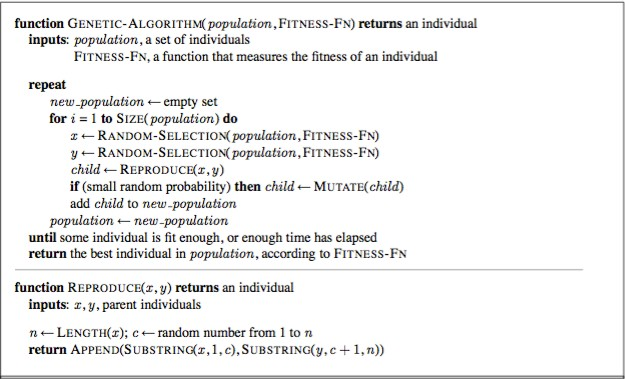 function GENETIC-ALGORITHM(population,FITNESS-FN) returns an individual
inputs: population, a set of individuals
FITNESS-FN, a function that measures the fitness of an individual
repeat
new_population ← empty set
for i = 1 to SIZE(population) do
x ← RANDOM-SELECTION(population,FITNESS-FN)
y ← RANDOM-SELECTION(population,FITNESS-FN)
child ← REPRODUCE(x,y)
if (small random probability) then child ← MUTATE(child)
add child to new_population
population ← new_population
until some individual is fit enough, or enough time has elapsed
return the best individual in population, according to FITNESS-FN
function REPRODUCE(x,y) returns an individual
inputs: x,y, parent individuals
n ← LENGTH(x); c ← random number from 1 to n
return APPEND(SUBSTRING(x,1,c),SUBSTRING(y,c + 1,n))